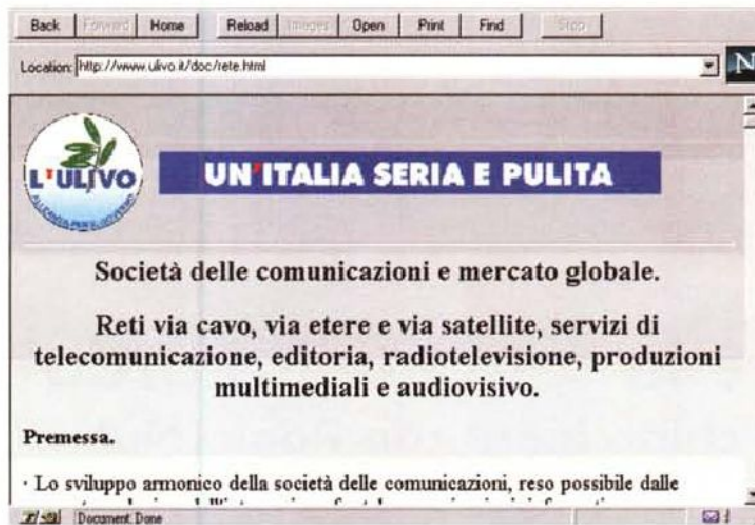 Back Forward Home Reload Images Open Print Find Stop
Location: http://www.ulivo.it/doc/rete.html
N
L'ULIVO
UN'ITALIA SERIA E PULITA
Società delle comunicazioni e mercato globale.
Reti via cavo, via etere e via satellite, servizi di
telecomunicazione, editoria, radiotelevisione, produzioni
multimediali e audiovisivo.
Premessa.
· Lo sviluppo armonico della società delle comunicazioni, reso possibile dalle
Document: Done